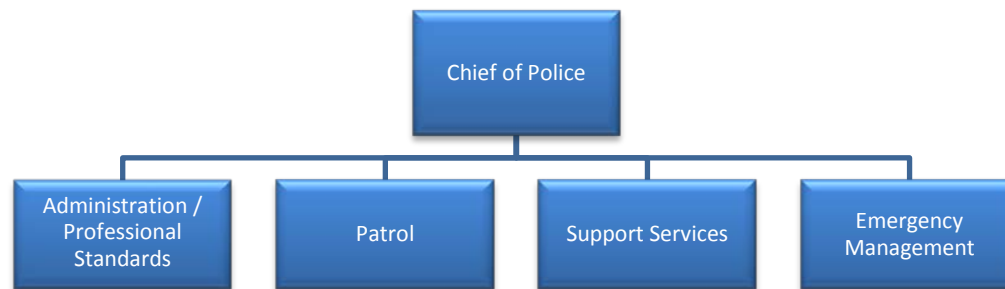 Chief of Police
Administration /
Professional
Standards
Patrol
Support Services
Emergency
Management